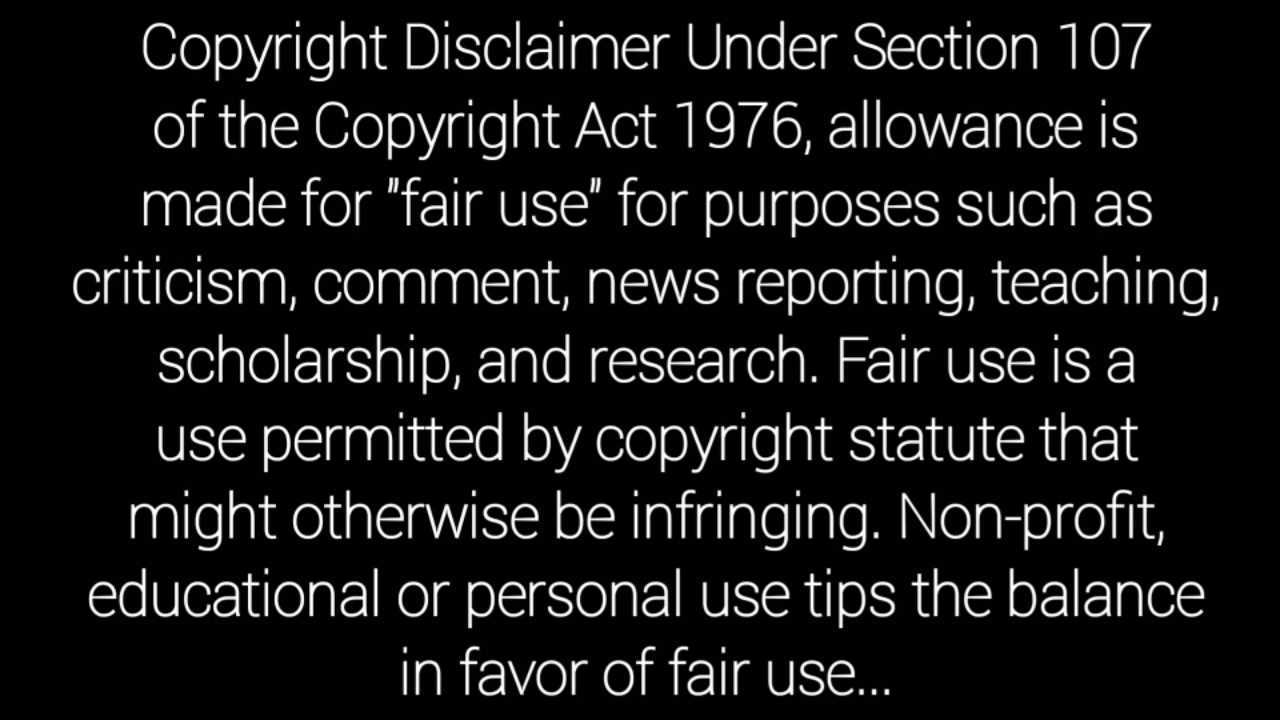 Copyright Disclaimer Under Section 107
of the Copyright Act 1976, allowance is
made for "fair use" for purposes such as
criticism, comment, news reporting, teaching,
scholarship, and research. Fair use is a
use permitted by copyright statute that
might otherwise be infringing. Non-profit,
educational or personal use tips the balance
in favor of fair use...